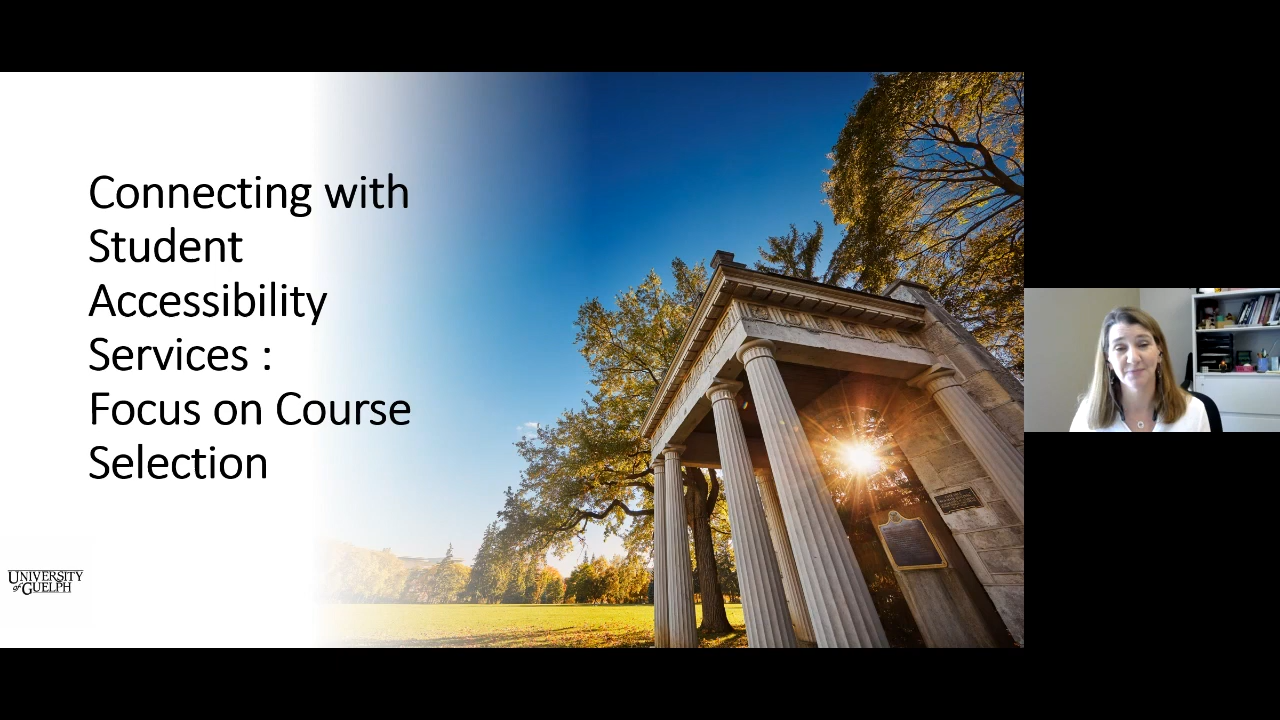 Connecting with
Student
Accessibility
Services :
Focus on Course
Selection
UNIVERSITY
of GUELPH